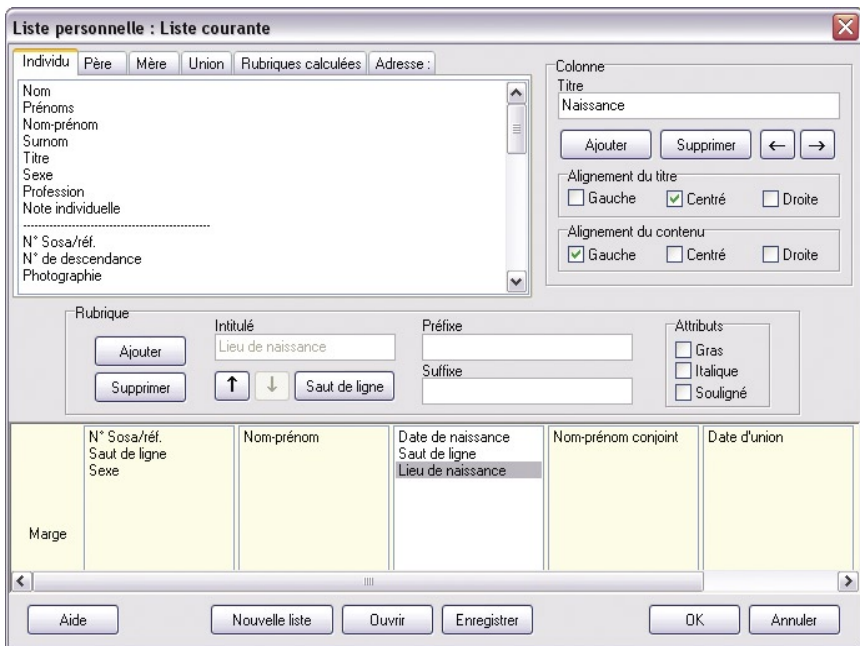 Liste personnelle : Liste courante
Individu Père Mère Union Rubriques calculées Adresse :
Nom
Prénoms
Nom-prénom
Surnom
Titre
Sexe
Profession
Note individuelle
----------------------------------------------
N° Sosa/réf.
N° de descendance
Photographie
Colonne
Titre
Naissance
Ajouter Supprimer ← →
Alignement du titre
Gauche Centré Droite
Alignement du contenu
Gauche Centré Droite
Rubrique
Ajouter
Supprimer
Intitulé
Lieu de naissance
↑ ↓ Saut de ligne
Préfixe
Suffixe
Attributs
Gras
Italique
Souligné
Marge
N° Sosa/réf.
Saut de ligne
Sexe
Nom-prénom
Date de naissance
Saut de ligne
Lieu de naissance
Nom-prénom conjoint
Date d'union
Aide Nouvelle liste Ouvrir Enregistrer OK Annuler